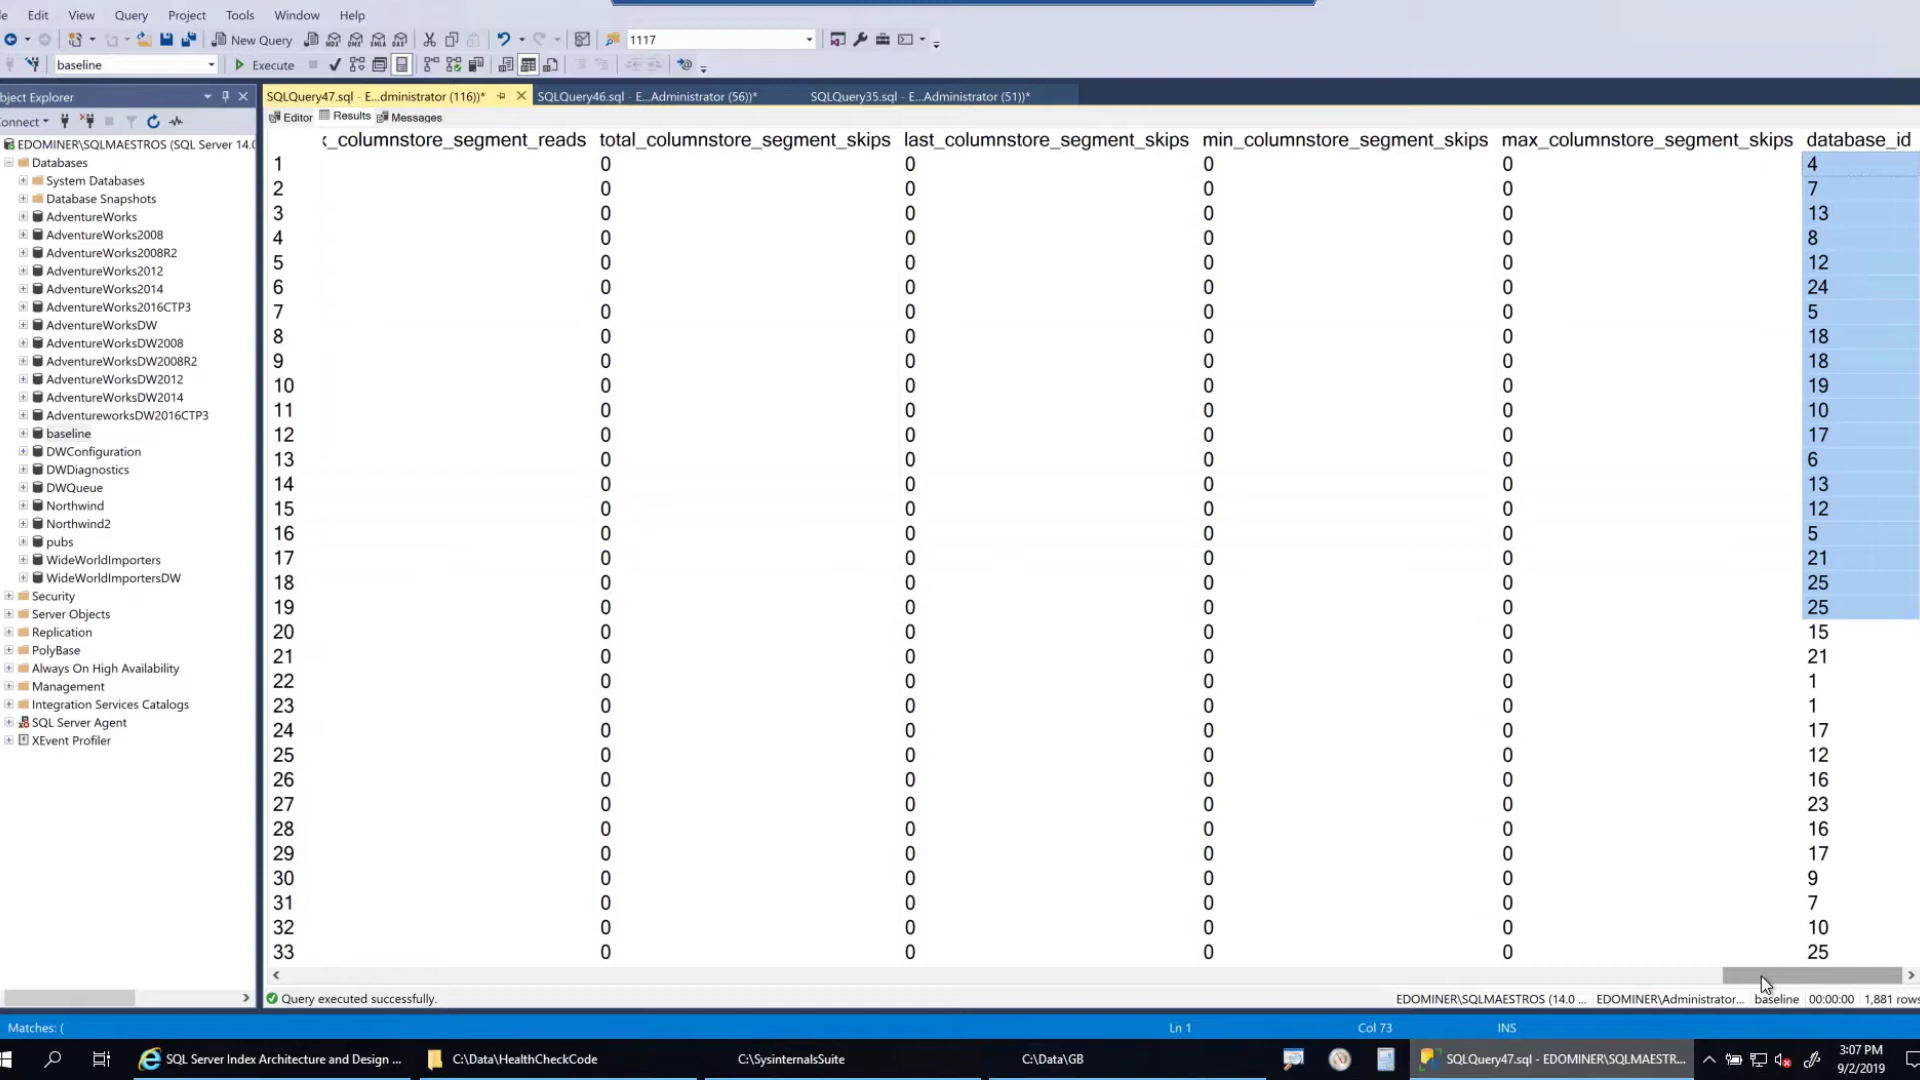 Edit View Query Project Tools Window Help
New Query 1117
baseline Execute
SQLQuery47.sql - E...dministrator (116))* SQLQuery46.sql - E...Administrator (56))* SQLQuery35.sql - E...Administrator (51))*
Editor Results Messages
bject Explorer
onnect
EDOMINER\SQLMAESTROS (SQL Server 14.0
Databases
System Databases
Database Snapshots
AdventureWorks
AdventureWorks2008
AdventureWorks2008R2
AdventureWorks2012
AdventureWorks2014
AdventureWorks2016CTP3
AdventureWorksDW
AdventureWorksDW2008
AdventureWorksDW2008R2
AdventureWorksDW2012
AdventureWorksDW2014
AdventureworksDW2016CTP3
baseline
DWConfiguration
DWDiagnostics
DWQueue
Northwind
Northwind2
pubs
WideWorldImporters
WideWorldImportersDW
Security
Server Objects
Replication
PolyBase
Always On High Availability
Management
Integration Services Catalogs
SQL Server Agent
XEvent Profiler
_columnstore_segment_reads total_columnstore_segment_skips last_columnstore_segment_skips min_columnstore_segment_skips max_columnstore_segment_skips database_id
1 0 0 0 0 4
2 0 0 0 0 7
3 0 0 0 0 13
4 0 0 0 0 8
5 0 0 0 0 12
6 0 0 0 0 24
7 0 0 0 0 5
8 0 0 0 0 18
9 0 0 0 0 18
10 0 0 0 0 19
11 0 0 0 0 10
12 0 0 0 0 17
13 0 0 0 0 6
14 0 0 0 0 13
15 0 0 0 0 12
16 0 0 0 0 5
17 0 0 0 0 21
18 0 0 0 0 25
19 0 0 0 0 25
20 0 0 0 0 15
21 0 0 0 0 21
22 0 0 0 0 1
23 0 0 0 0 1
24 0 0 0 0 17
25 0 0 0 0 12
26 0 0 0 0 16
27 0 0 0 0 23
28 0 0 0 0 16
29 0 0 0 0 17
30 0 0 0 0 9
31 0 0 0 0 7
32 0 0 0 0 10
33 0 0 0 0 25
Query executed successfully. EDOMINER\SQLMAESTROS (14.0 ... EDOMINER\Administrator... baseline 00:00:00 1,881 rows
Matches: ( Ln 1 Col 73 INS
SQL Server Index Architecture and Design ... C:\Data\HealthCheckCode C:\SysinternalsSuite C:\Data\GB SQLQuery47.sql - EDOMINER\SQLMAESTR... 3:07 PM
9/2/2019